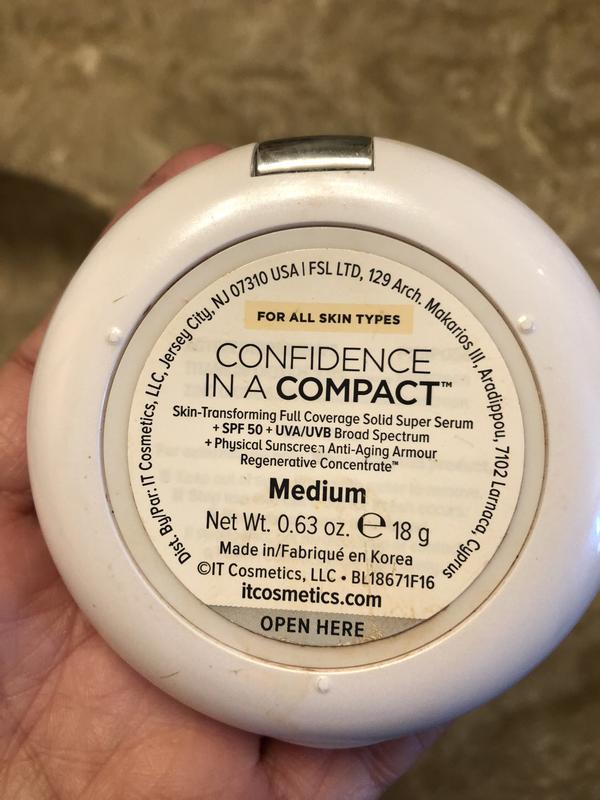 Dist. By/Par: IT Cosmetics, LLC, Jersey City, NJ 07310 USA | FSL LTD, 129 Arch. Makarios III, Aradippou, 7102 Larnaca, Cyprus
FOR ALL SKIN TYPES
CONFIDENCE
IN A COMPACT™
Skin-Transforming Full Coverage Solid Super Serum
+ SPF 50 + UVA/UVB Broad Spectrum
+ Physical Sunscreen Anti-Aging Armour
Regenerative Concentrate™
Medium
Net Wt. 0.63 oz. ℮ 18 g
Made in/Fabriqué en Korea
©IT Cosmetics, LLC • BL18671F16
itcosmetics.com
OPEN HERE